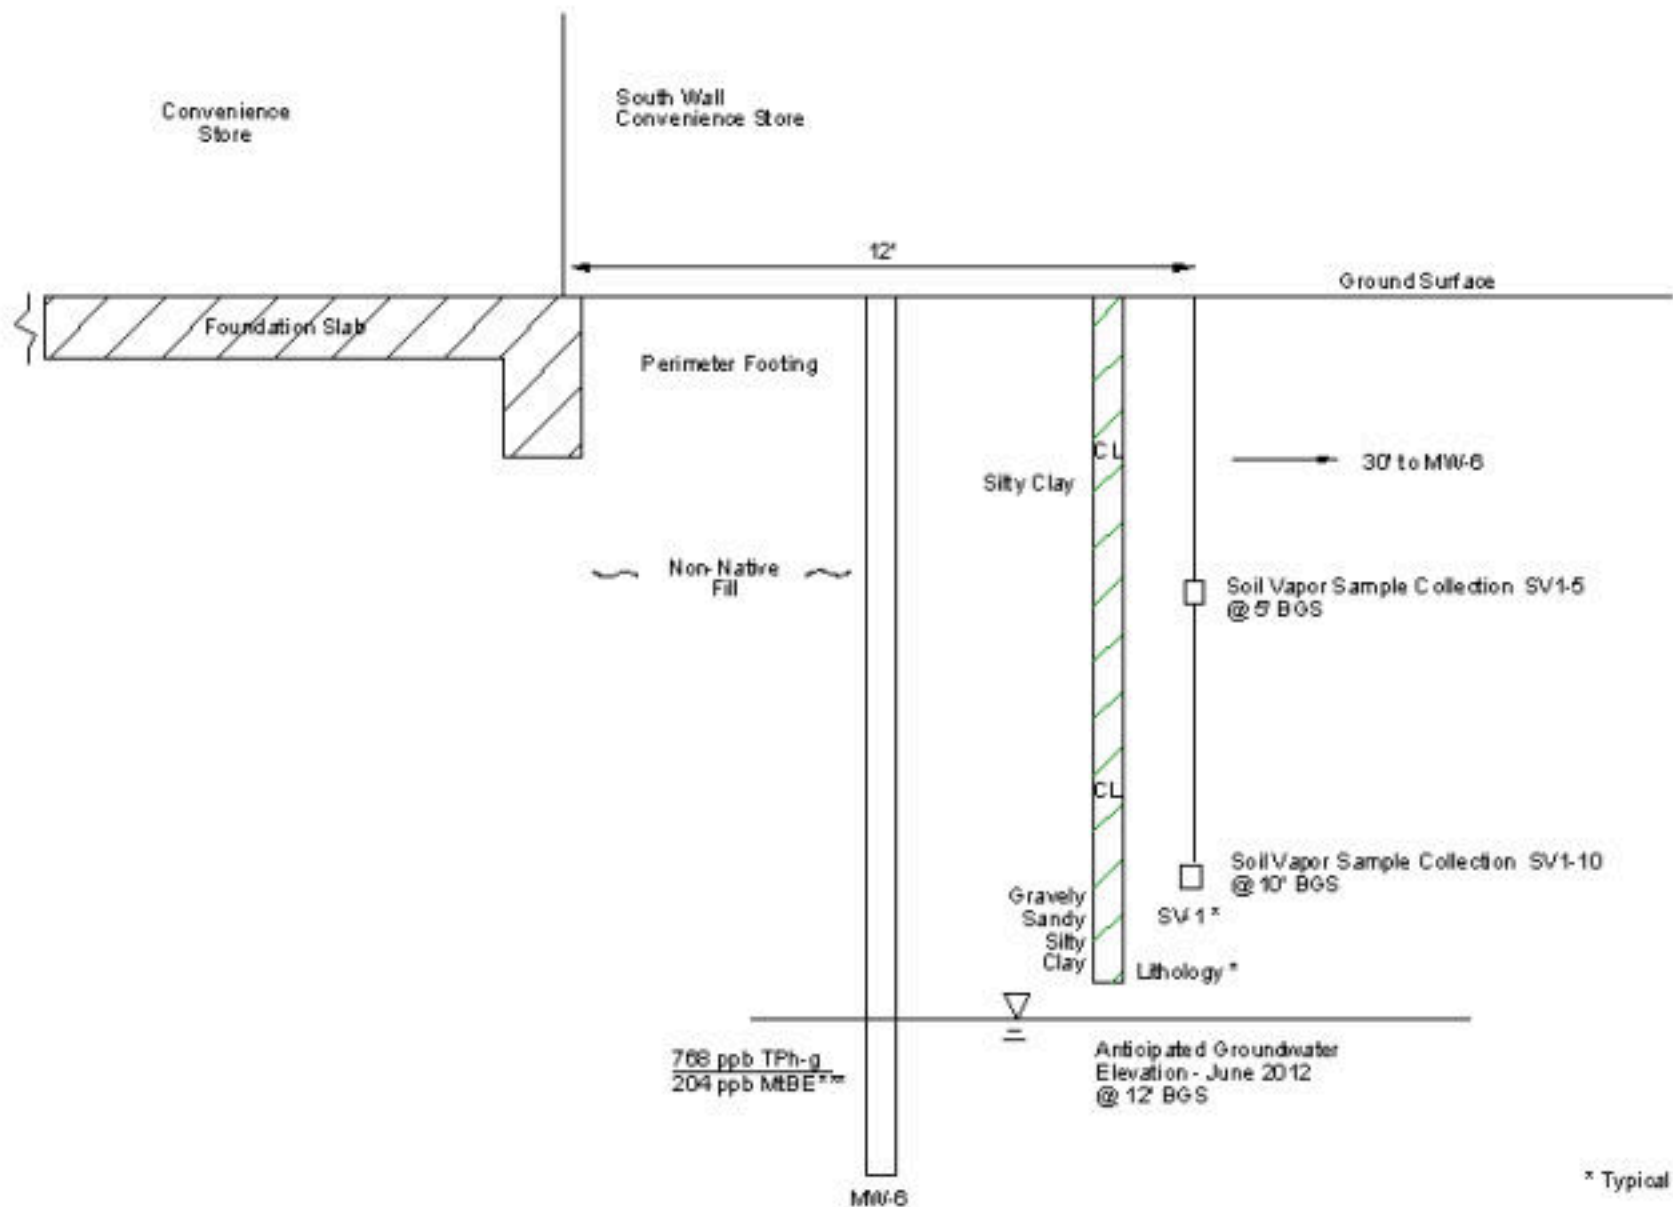 Convenience
Store
South Wall
Convenience Store
12'
Ground Surface
Foundation Slab
Perimeter Footing
CL
Silty Clay
30' to MW-6
Non-Native
Fill
Soil Vapor Sample Collection SV1-5
@ 5' BGS
CL
Soil Vapor Sample Collection SV1-10
@ 10' BGS
Gravely
Sandy
Silty
Clay
SV-1*
Lithology *
768 ppb TPh-g
204 ppb MtBE***
Anticipated Groundwater
Elevation - June 2012
@ 12' BGS
MW-6
* Typical